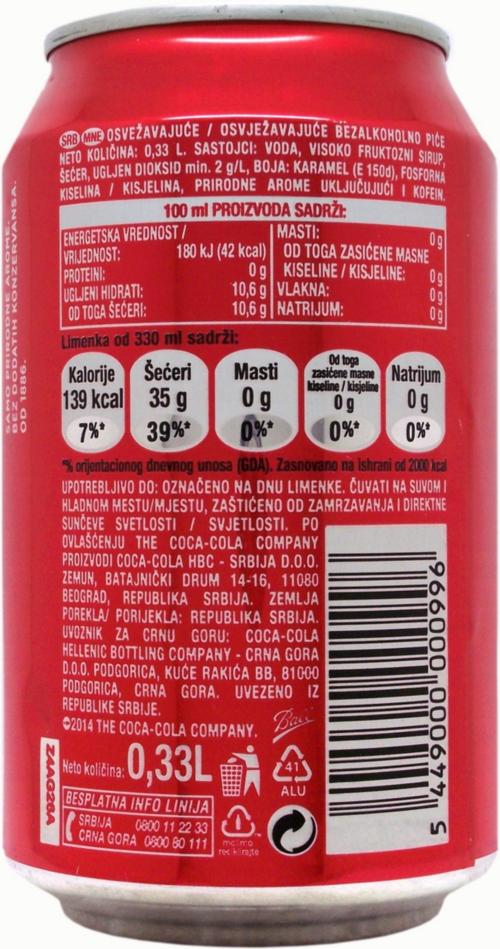 SAMO PRIRODNE AROME.
BEZ DODATIH KONZERVANSA.
OD 1886.
SRB MNE OSVEŽAVAJUĆE / OSVJEŽAVAJUĆE BEZALKOHOLNO PIĆE
NETO KOLIČINA: 0,33 L. SASTOJCI: VODA, VISOKO FRUKTOZNI SIRUP,
ŠEĆER, UGLJEN DIOKSID min. 2 g/L, BOJA: KARAMEL (E 150d), FOSFORNA
KISELINA / KISJELINA, PRIRODNE AROME UKLJUČUJUĆI I KOFEIN.
100 ml PROIZVODA SADRŽI:
ENERGETSKA VREDNOST /
VRIJEDNOST: 180 kJ (42 kcal)
PROTEINI: 0 g
UGLJENI HIDRATI: 10,6 g
OD TOGA ŠEĆERI: 10,6 g
MASTI: 0 g
OD TOGA ZASIĆENE MASNE
KISELINE / KISJELINE: 0 g
VLAKNA: 0 g
NATRIJUM: 0 g
Limenka od 330 ml sadrži:
Kalorije
139 kcal
7%*
Šećeri
35 g
39%*
Masti
0 g
0%*
Od toga
zasićene masne
kiseline / kisjeline
0 g
0%*
Natrijum
0 g
0%*
*% orijentacionog dnevnog unosa (GDA). Zasnovano na ishrani od 2000 kcal
UPOTREBLJIVO DO: OZNAČENO NA DNU LIMENKE. ČUVATI NA SUVOM I
HLADNOM MESTU/MJESTU, ZAŠTIĆENO OD ZAMRZAVANJA I DIREKTNE
SUNČEVE SVETLOSTI / SVJETLOSTI. PO
OVLAŠĆENJU THE COCA-COLA COMPANY
PROIZVODI COCA-COLA HBC - SRBIJA D.O.O.
ZEMUN, BATAJNIČKI DRUM 14-16, 11080
BEOGRAD, REPUBLIKA SRBIJA. ZEMLJA
POREKLA/ PORIJEKLA: REPUBLIKA SRBIJA.
UVOZNIK ZA CRNU GORU: COCA-COLA
HELLENIC BOTTLING COMPANY - CRNA GORA
D.O.O. PODGORICA, KUĆE RAKIĆA BB, 81000
PODGORICA, CRNA GORA. UVEZENO IZ
REPUBLIKE SRBIJE.
©2014 THE COCA-COLA COMPANY.
Ball
Neto količina: 0,33L
41
ALU
BESPLATNA INFO LINIJA
SRBIJA 0800 11 22 33
CRNA GORA 0800 80 111
molimo
reciklirajte
5 449000 000996